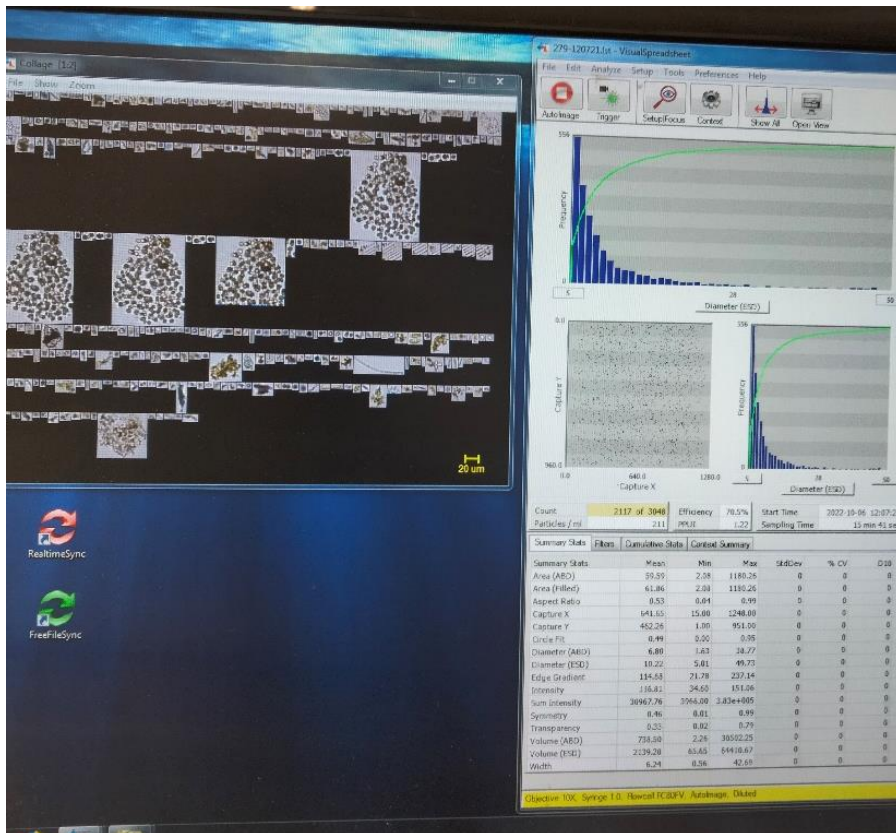 Collage (1:2)
File Show Zoom
20 um
RealtimeSync
FreeFileSync
279-120721.lst - VisualSpreadsheet
File Edit Analyze Setup Tools Preferences Help
AutoImage Trigger Setup|Focus Context Show All Open View
556
Frequency
0
5 28 50
Diameter (ESD)
0.0
Capture Y
960.0
0.0 640.0 1280.0
Capture X
556
Frequency
0
5 28 50
Diameter (ESD)
Count 2117 of 3048 Efficiency 70.5% Start Time 2022-10-06 12:07:2
Particles / ml 211 PPUI 1.22 Sampling Time 15 min 41 se
Summary Stats Filters Cumulative Stats Context Summary
Summary Stats Mean Min Max StdDev % CV D10
Area (ABD) 59.59 2.08 1180.26 0 0 0
Area (Filled) 61.86 2.08 1180.26 0 0 0
Aspect Ratio 0.53 0.04 0.99 0 0 0
Capture X 641.65 15.00 1248.00 0 0 0
Capture Y 462.26 1.00 951.00 0 0 0
Circle Fit 0.49 0.00 0.95 0 0 0
Diameter (ABD) 6.80 1.63 38.77 0 0 0
Diameter (ESD) 10.22 5.01 49.73 0 0 0
Edge Gradient 114.68 21.78 237.14 0 0 0
Intensity 34.60 151.06 0 0 0
Sum Intensity 30967.76 3966.00 3.83e+005 0 0 0
Symmetry 0.46 0.01 0.99 0 0 0
Transparency 0.33 0.02 0.79 0 0 0
Volume (ABD) 758.50 2.26 30502.25 0 0 0
Volume (ESD) 2139.20 65.65 64410.67 0 0 0
Width 6.24 0.56 42.69 0 0 0
Objective 10X, Syringe 1.0, Flowcell FC80FV, AutoImage, Diluted